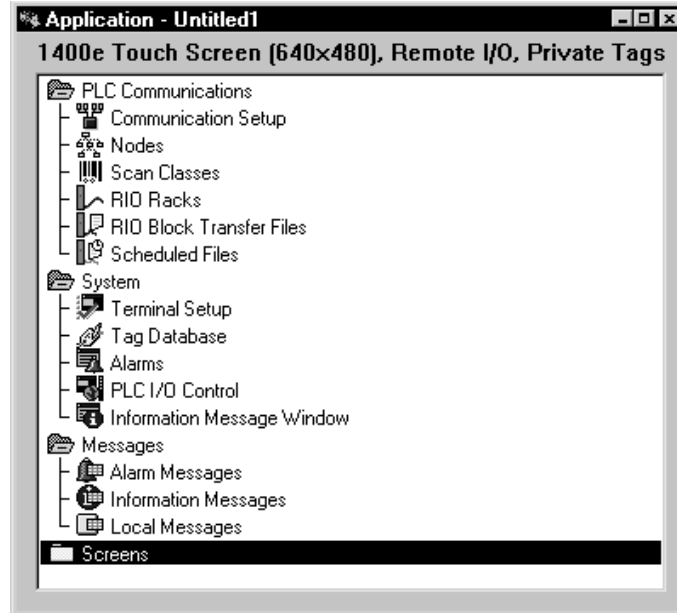 Application - Untitled1
1400e Touch Screen (640x480), Remote I/O, Private Tags
PLC Communications
Communication Setup
Nodes
Scan Classes
RIO Racks
RIO Block Transfer Files
Scheduled Files
System
Terminal Setup
Tag Database
Alarms
PLC I/O Control
Information Message Window
Messages
Alarm Messages
Information Messages
Local Messages
Screens